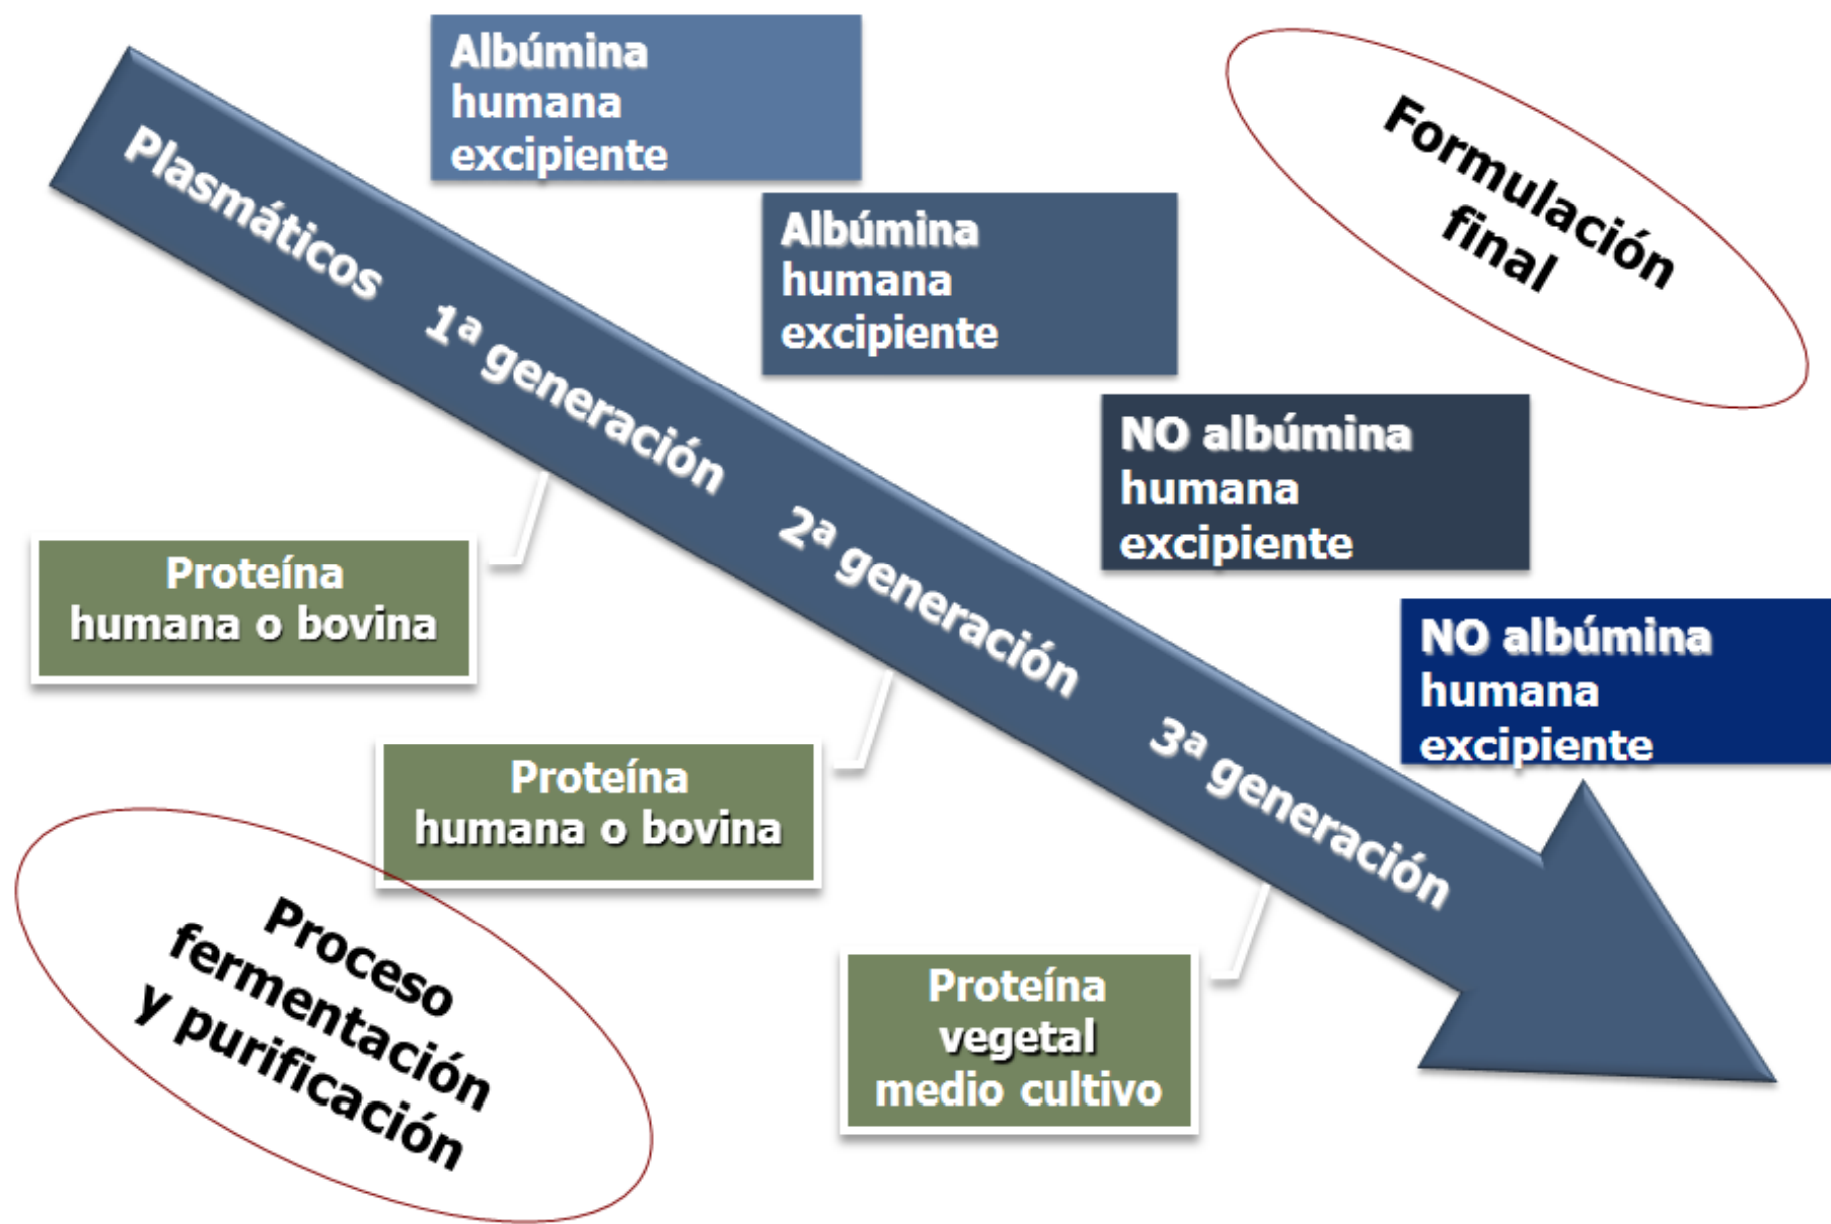 Albúmina
humana
excipiente
Formulación
final
Plasmáticos 1ª generación 2ª generación 3ª generación
Albúmina
humana
excipiente
NO albúmina
humana
excipiente
NO albúmina
humana
excipiente
Proteína
humana o bovina
Proteína
humana o bovina
Proteína
vegetal
medio cultivo
Proceso
fermentación
y purificación